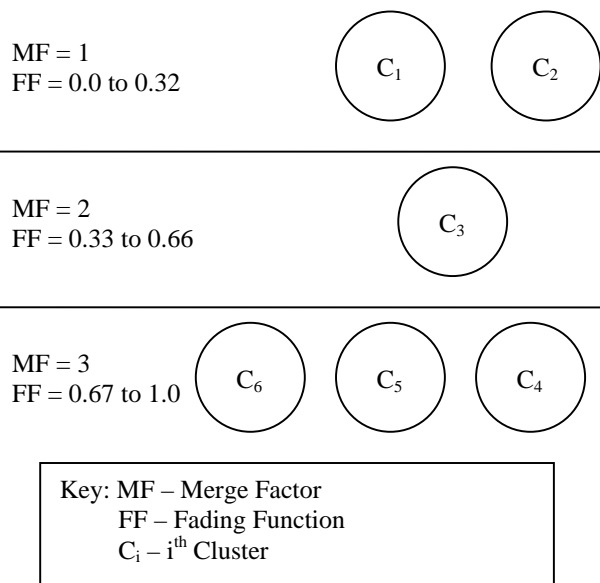 MF = 1
FF = 0.0 to 0.32
C₁ C₂
MF = 2
FF = 0.33 to 0.66
C₃
MF = 3
FF = 0.67 to 1.0
C₆ C₅ C₄
Key: MF – Merge Factor
FF – Fading Function
Cᵢ – iᵗʰ Cluster